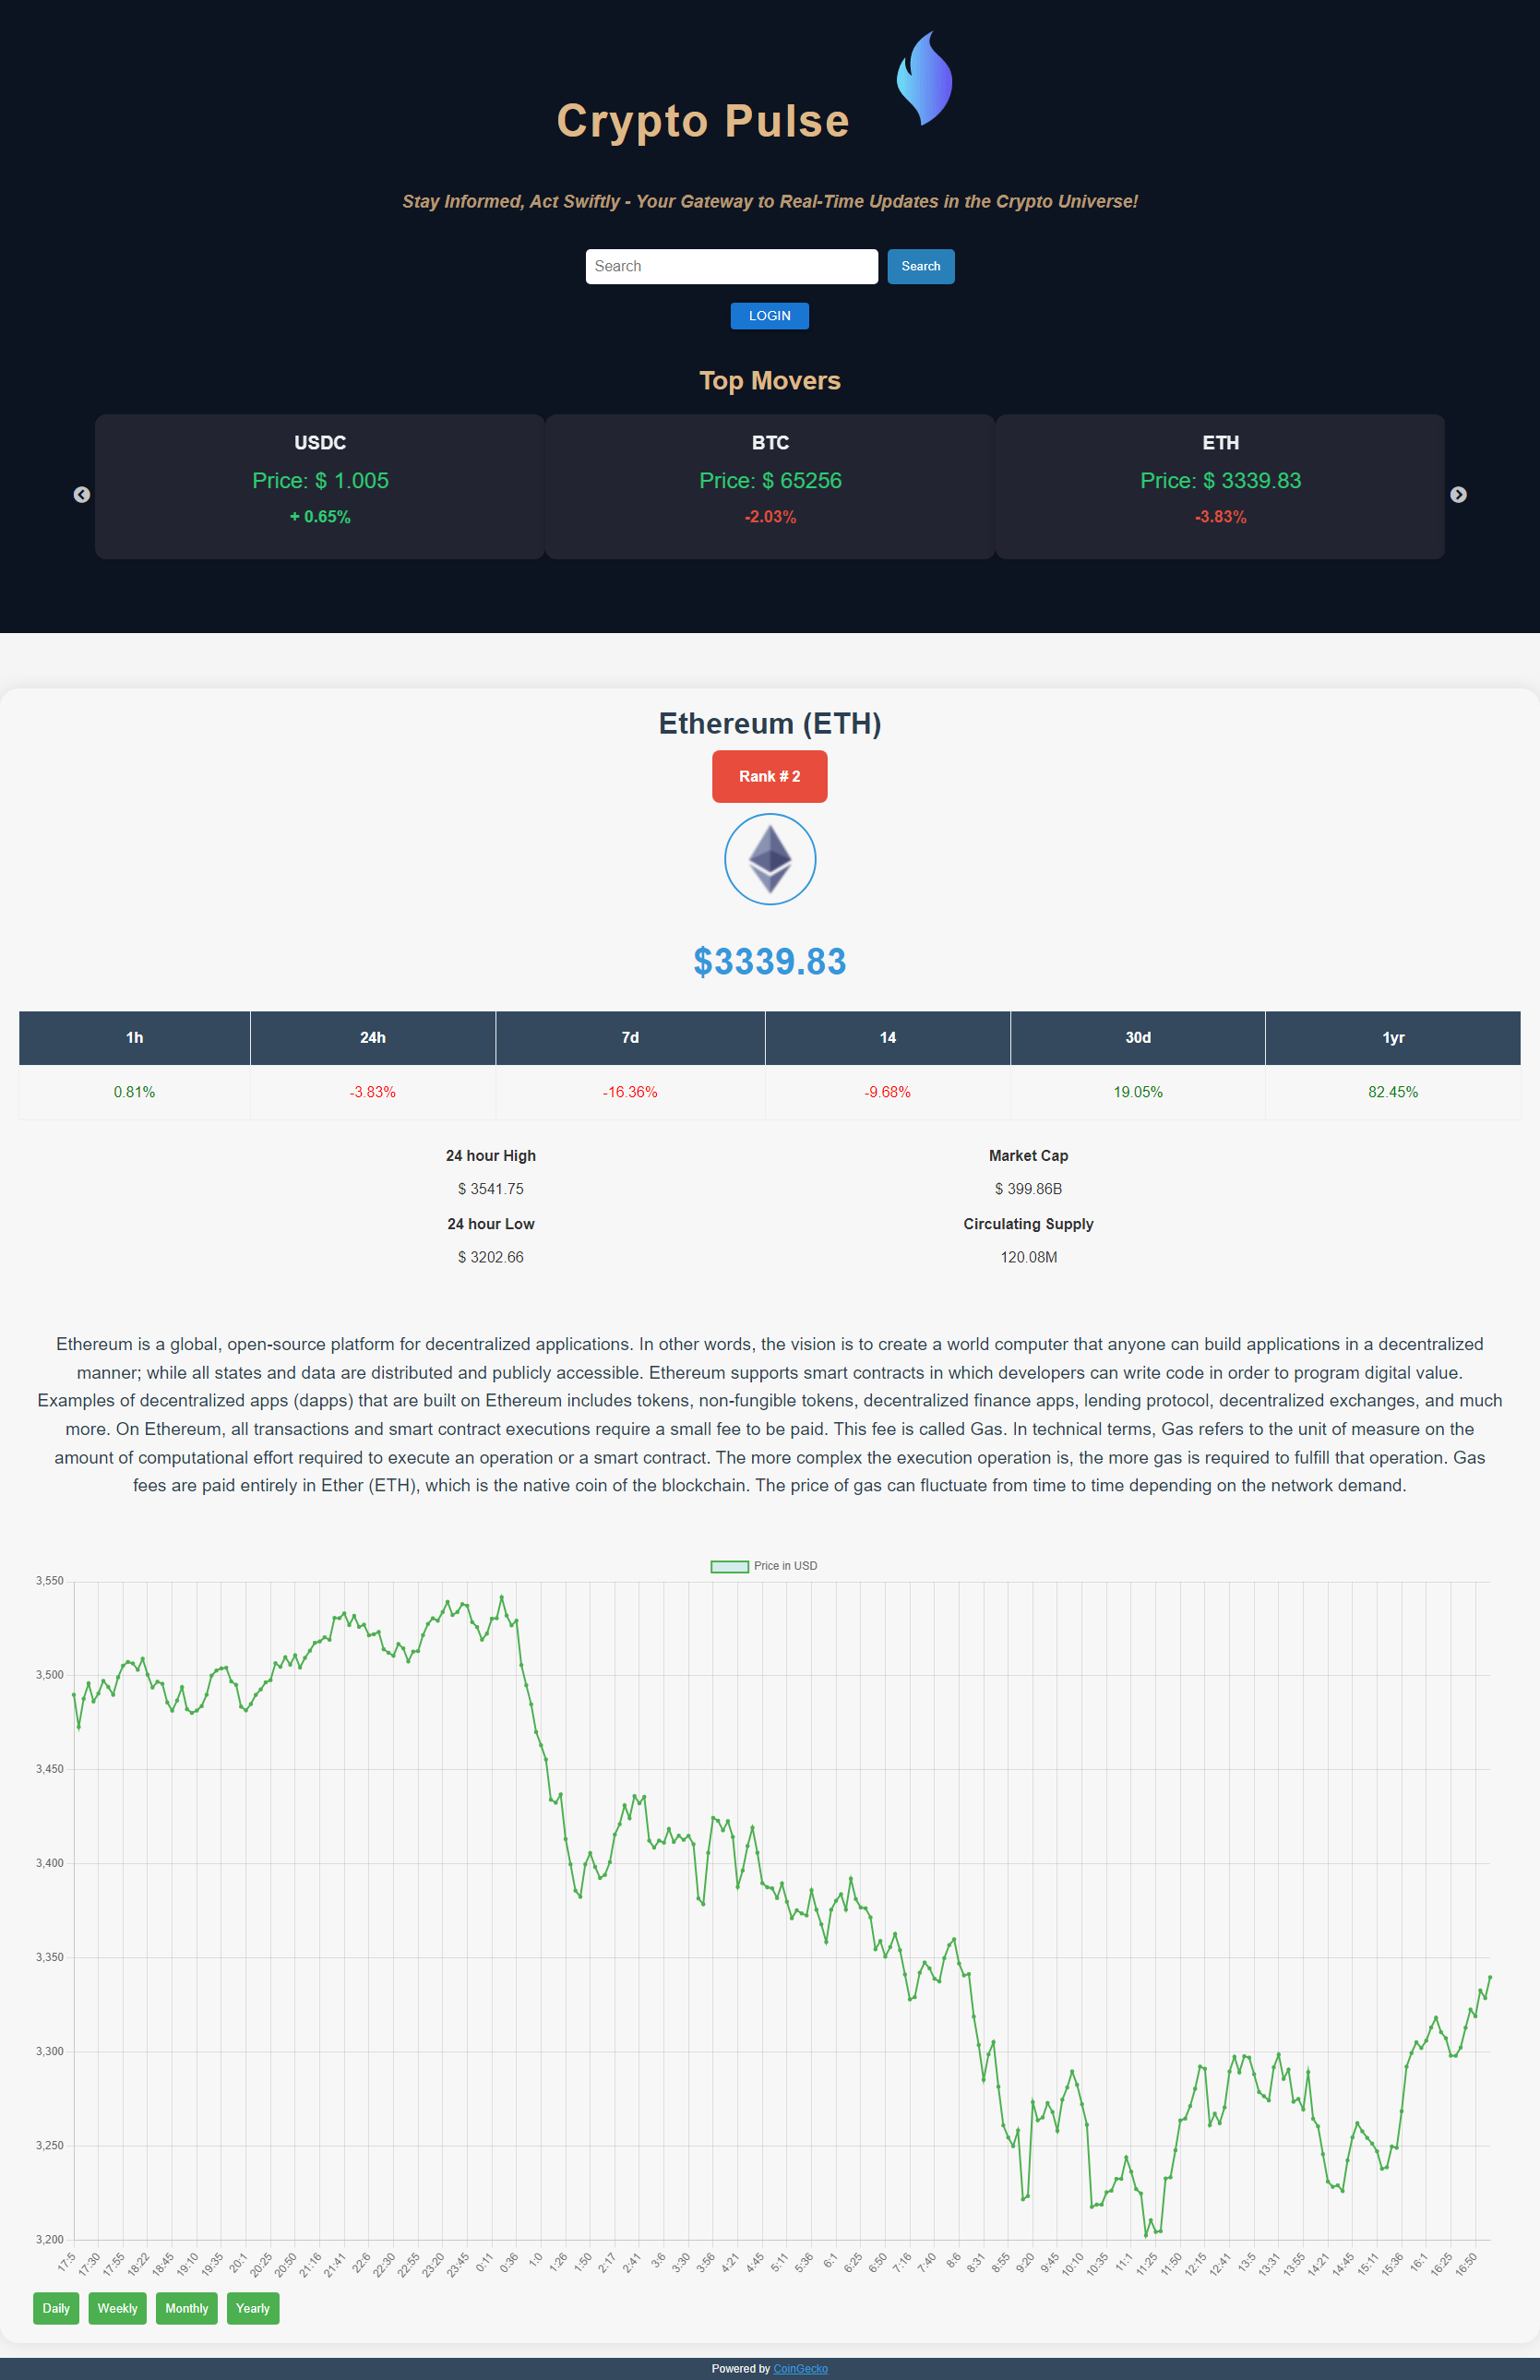 Crypto Pulse
Stay Informed, Act Swiftly - Your Gateway to Real-Time Updates in the Crypto Universe!
Search Search
LOGIN
Top Movers
USDC BTC ETH
Price: $ 1.005 Price: $ 65256 Price: $ 3339.83
+ 0.65% -2.03% -3.83%
Ethereum (ETH)
Rank # 2
$3339.83
1h 24h 7d 14 30d 1yr
0.81% -3.83% -16.36% -9.68% 19.05% 82.45%
24 hour High Market Cap
$ 3541.75 $ 399.86B
24 hour Low Circulating Supply
$ 3202.66 120.08M
Ethereum is a global, open-source platform for decentralized applications. In other words, the vision is to create a world computer that anyone can build applications in a decentralized
manner; while all states and data are distributed and publicly accessible. Ethereum supports smart contracts in which developers can write code in order to program digital value.
Examples of decentralized apps (dapps) that are built on Ethereum includes tokens, non-fungible tokens, decentralized finance apps, lending protocol, decentralized exchanges, and much
more. On Ethereum, all transactions and smart contract executions require a small fee to be paid. This fee is called Gas. In technical terms, Gas refers to the unit of measure on the
amount of computational effort required to execute an operation or a smart contract. The more complex the execution operation is, the more gas is required to fulfill that operation. Gas
fees are paid entirely in Ether (ETH), which is the native coin of the blockchain. The price of gas can fluctuate from time to time depending on the network demand.
Price in USD
3,550
3,500
3,450
3,400
3,350
3,300
3,250
3,200
17:5 17:30 17:55 18:22 18:45 19:10 19:35 20:1 20:25 20:50 21:16 21:41 22:6 22:30 22:55 23:20 23:45 0:11 0:36 1:0 1:26 1:50 2:17 2:41 3:6 3:30 3:56 4:21 4:45 5:11 5:36 6:1 6:25 6:50 7:16 7:40 8:6 8:31 8:55 9:20 9:45 10:10 10:35 11:1 11:25 11:50 12:15 12:41 13:5 13:31 13:55 14:21 14:45 15:11 15:36 16:1 16:25 16:50
Daily Weekly Monthly Yearly
Powered by CoinGecko